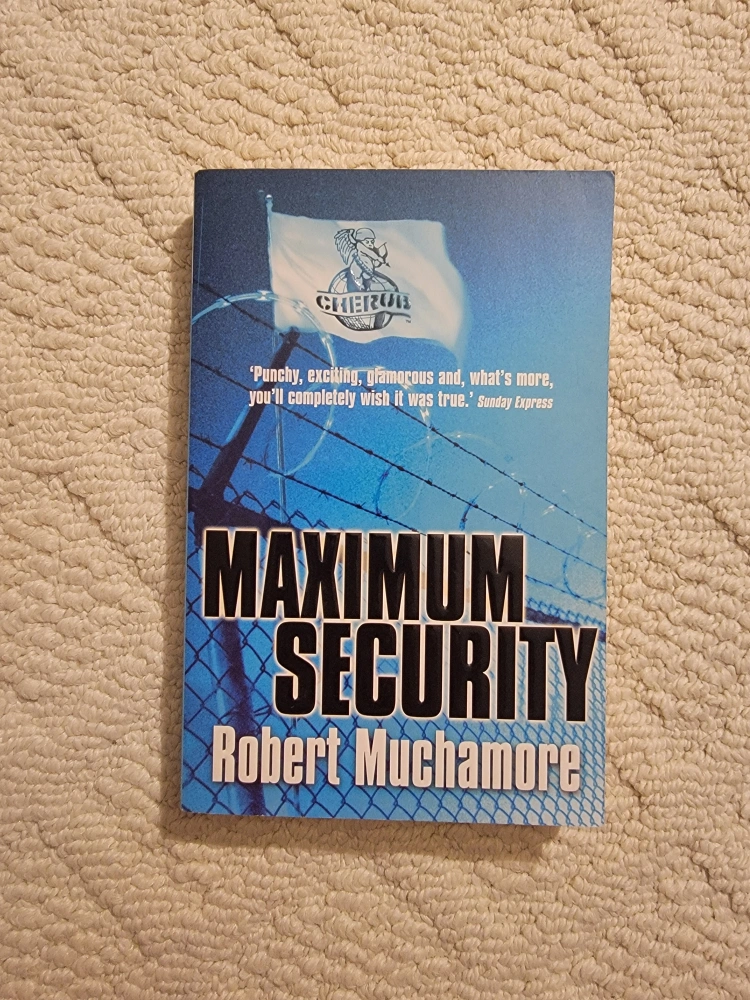 CHERUB
‘Punchy, exciting, glamorous and, what’s more,
you’ll completely wish it was true.’ Sunday Express
MAXIMUM
SECURITY
Robert Muchamore